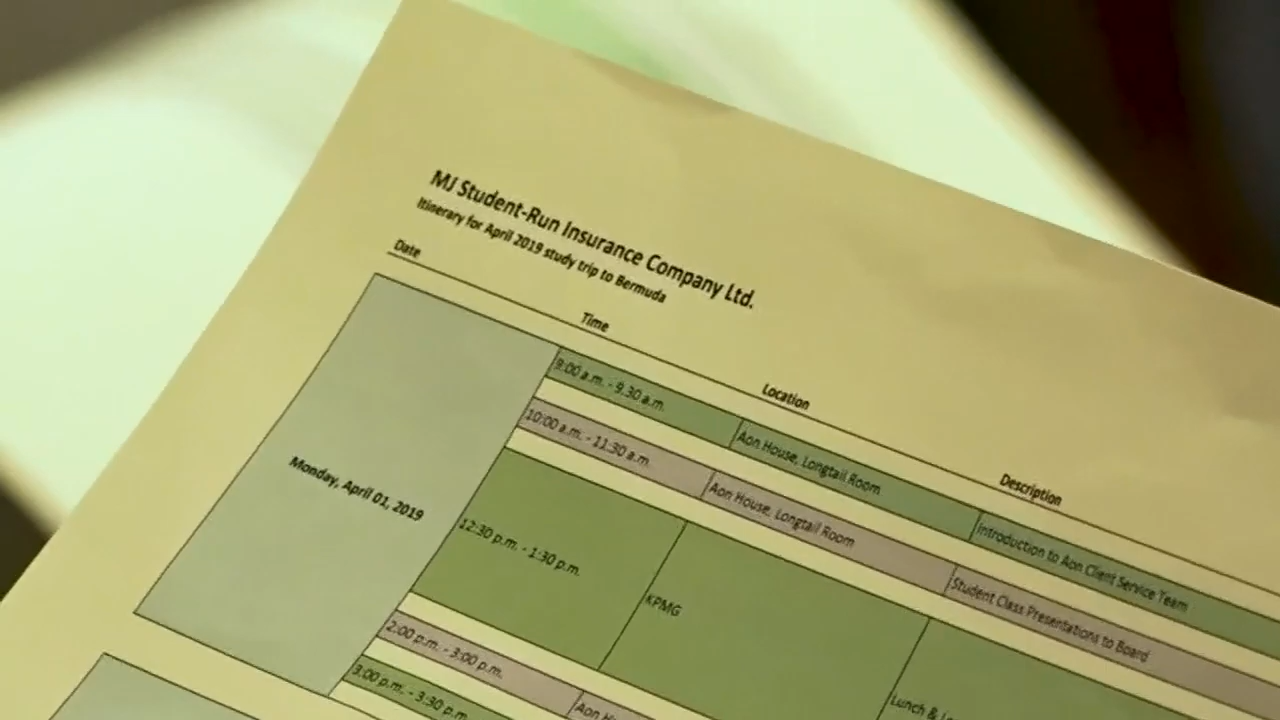 MJ Student-Run Insurance Company Ltd.
Itinerary for April 2019 study trip to Bermuda
Date Time Location Description
Monday, April 01, 2019
9:00 a.m. - 9.30 a.m. Aon House, Longtail Room Introduction to Aon Client Service Team
10:00 a.m. - 11:30 a.m. Aon House, Longtail Room Student Class Presentations to Board
12:30 p.m. - 1:30 p.m. KPMG Lunch &
2:00 p.m. - 3:00 p.m. Aon
3:00 p.m. - 3:30 p.m.